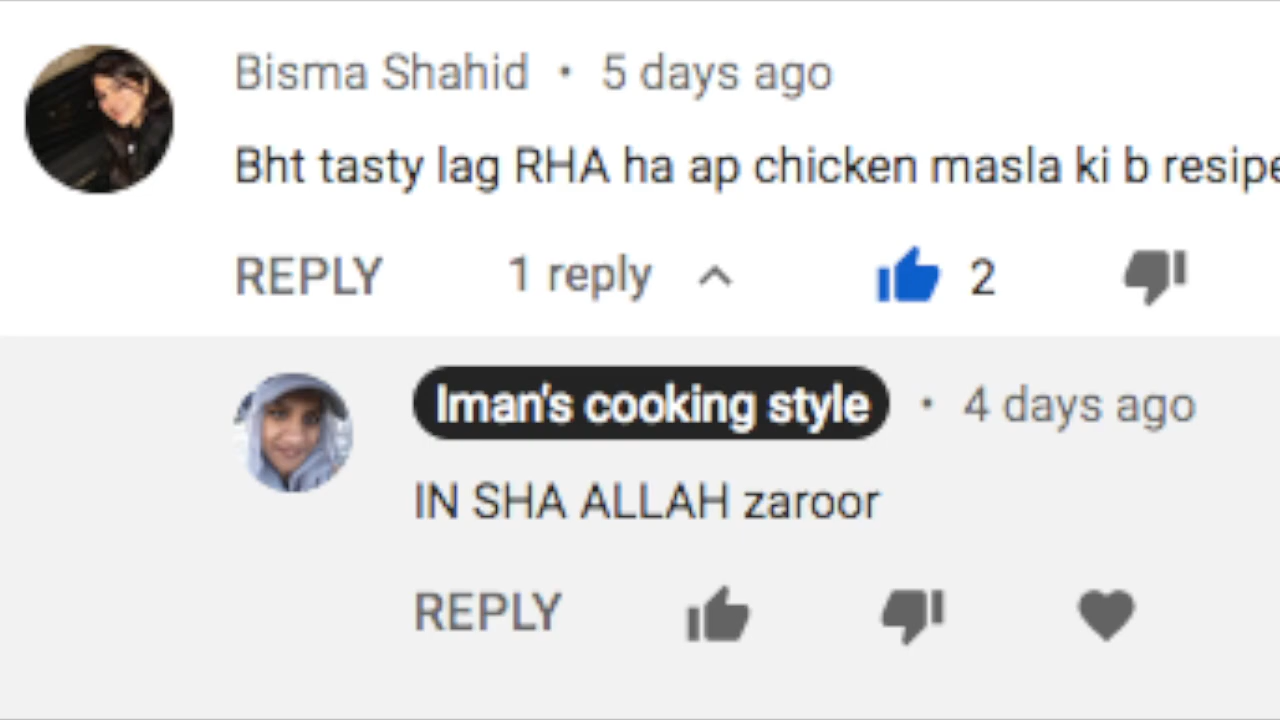 Bisma Shahid • 5 days ago
Bht tasty lag RHA ha ap chicken masla ki b resipe
REPLY 1 reply 2
Iman's cooking style • 4 days ago
IN SHA ALLAH zaroor
REPLY